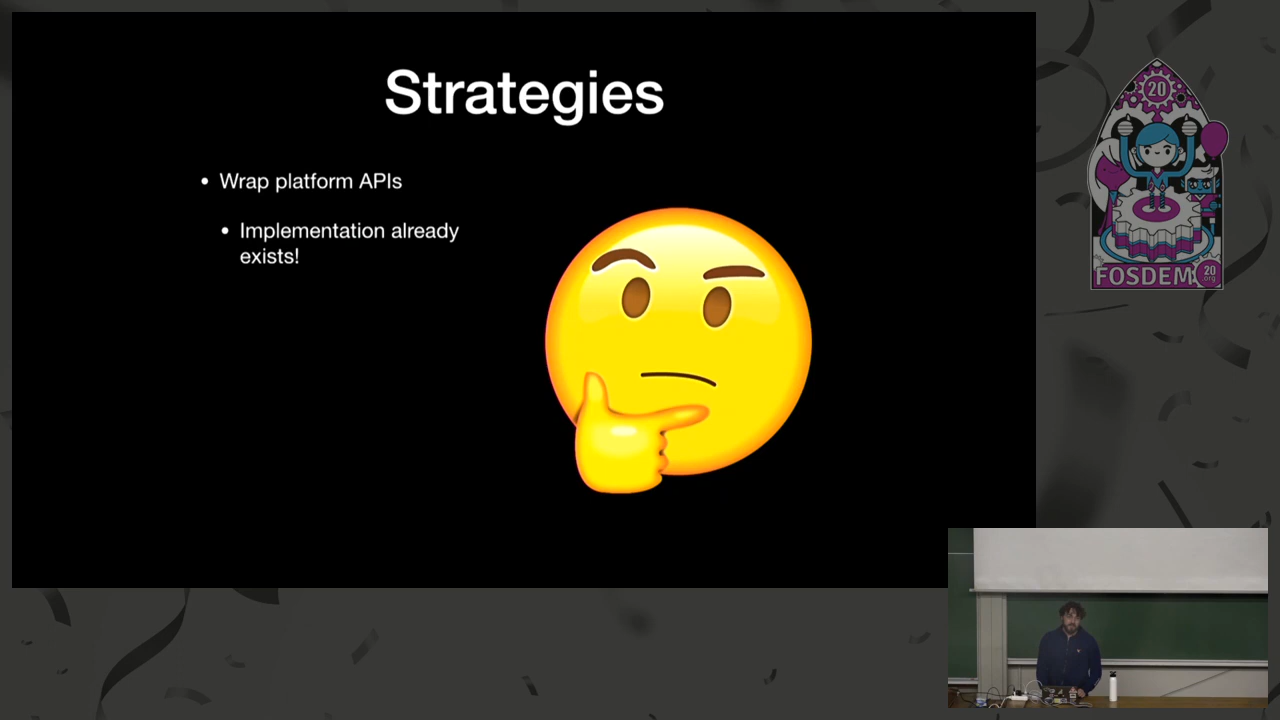 Strategies
• Wrap platform APIs
• Implementation already
exists!
20
FOSDEM
20
.org